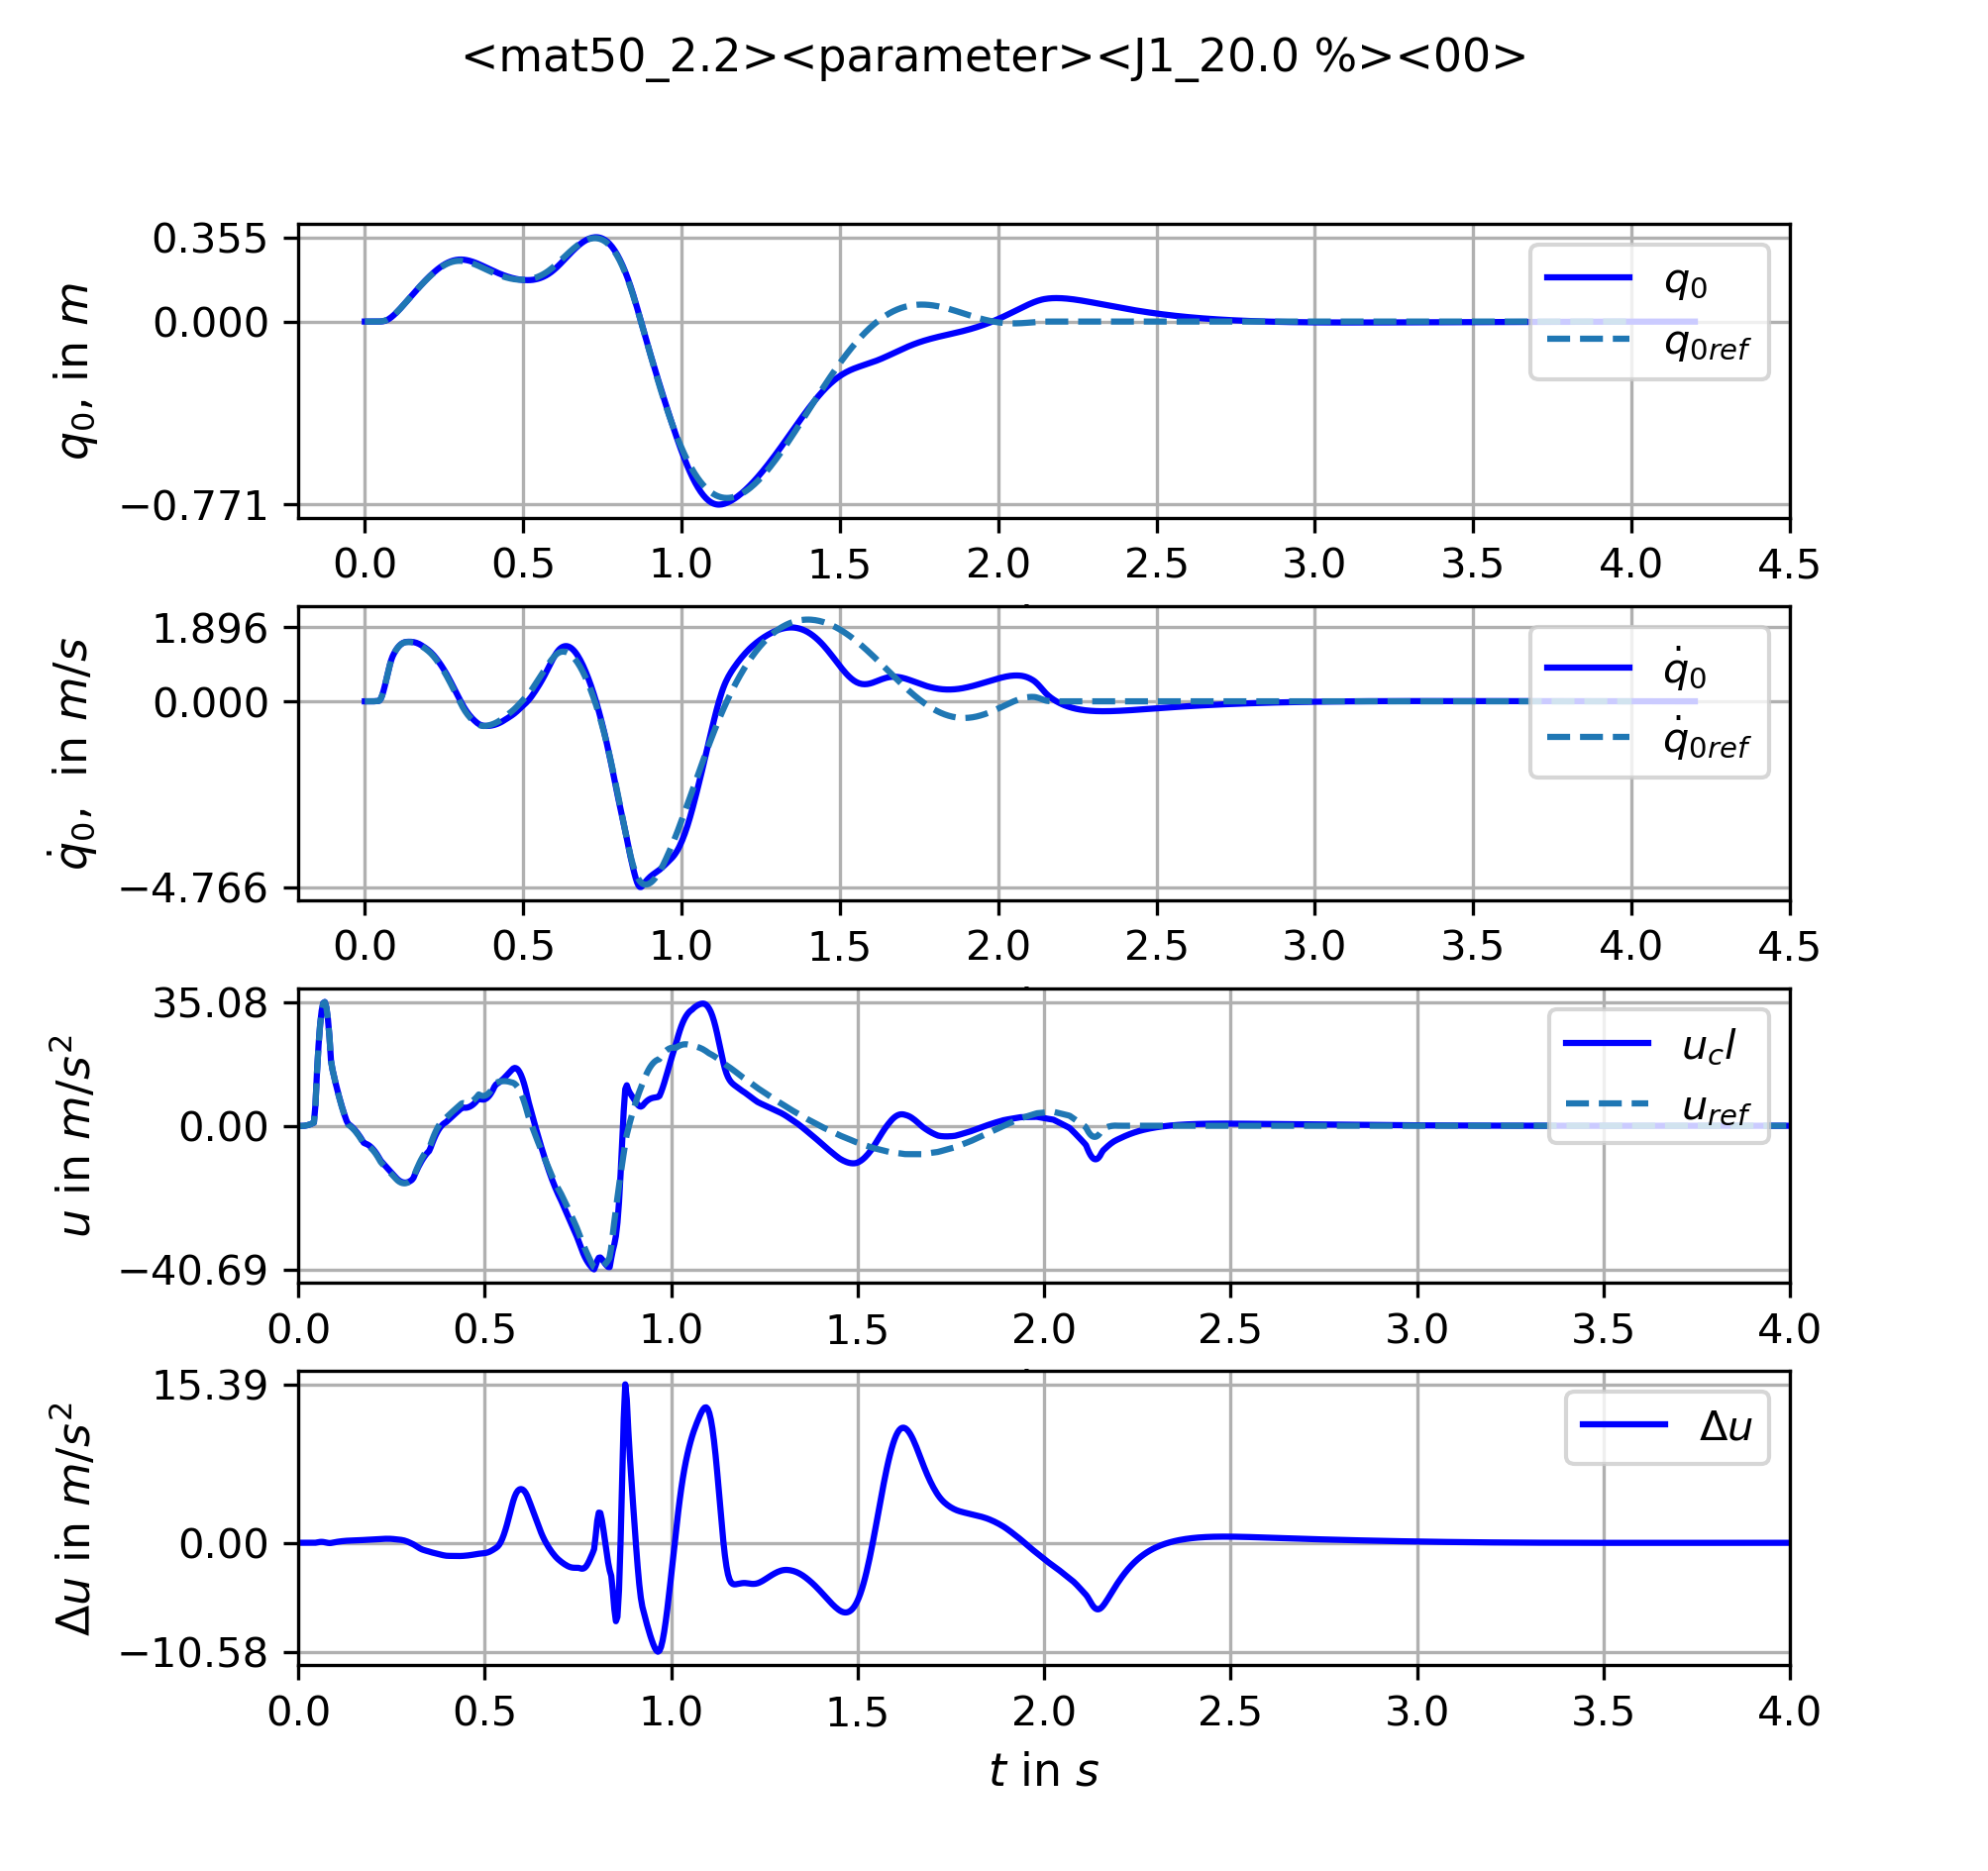 <mat50_2.2><parameter><J1_20.0 %><00>
q₀, in m
0.355
0.000
−0.771
q₀
q₀ref
0.0 0.5 1.0 1.5 2.0 2.5 3.0 3.5 4.0 4.5
q̇₀, in m/s
1.896
0.000
−4.766
q̇₀
q̇₀ref
0.0 0.5 1.0 1.5 2.0 2.5 3.0 3.5 4.0 4.5
u in m/s²
35.08
0.00
−40.69
u_cl
u_ref
0.0 0.5 1.0 1.5 2.0 2.5 3.0 3.5 4.0
Δu in m/s²
15.39
0.00
−10.58
Δu
0.0 0.5 1.0 1.5 2.0 2.5 3.0 3.5 4.0
t in s